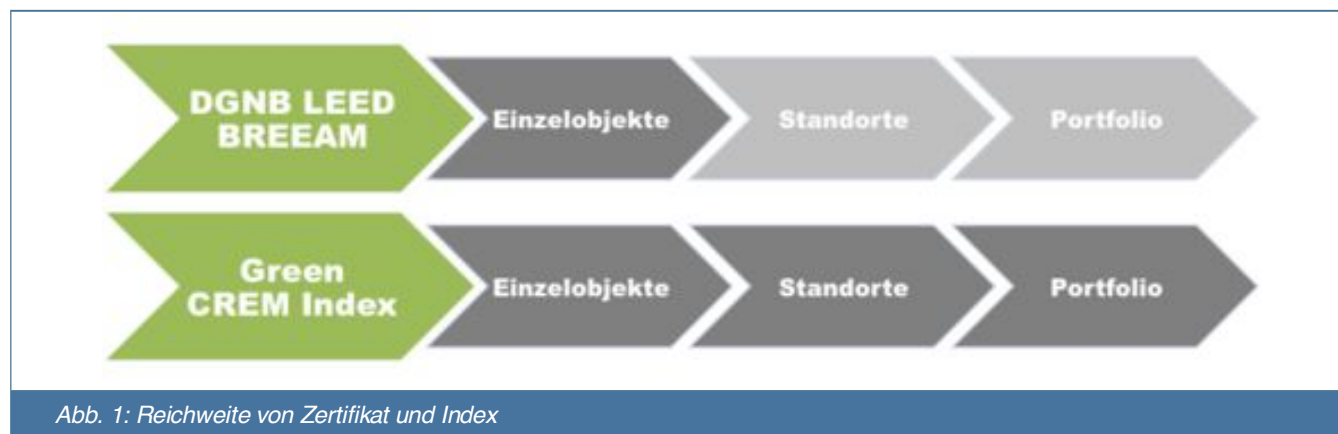 DGNB LEED
BREEAM
Einzelobjekte
Standorte
Portfolio
Green
CREM Index
Einzelobjekte
Standorte
Portfolio
Abb. 1: Reichweite von Zertifikat und Index